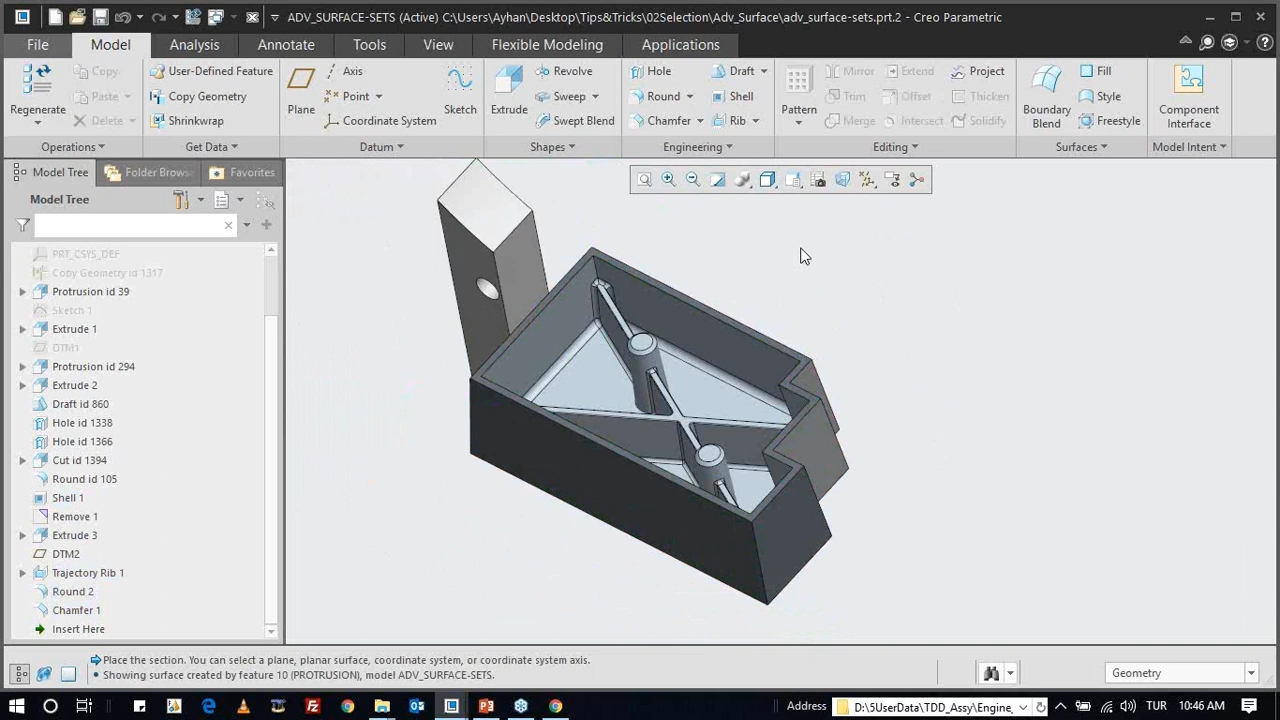 ADV_SURFACE-SETS (Active) C:\Users\Ayhan\Desktop\Tips&Tricks\02Selection\Adv_Surface\adv_surface-sets.prt.2 - Creo Parametric
File Model Analysis Annotate Tools View Flexible Modeling Applications
Regenerate
Copy
Paste
Delete
Operations
User-Defined Feature
Copy Geometry
Shrinkwrap
Get Data
Plane
Axis
Point
Coordinate System
Sketch
Datum
Extrude
Revolve
Sweep
Swept Blend
Shapes
Hole
Round
Chamfer
Draft
Shell
Rib
Engineering
Pattern
Mirror
Trim
Merge
Extend
Offset
Intersect
Project
Thicken
Solidify
Editing
Boundary
Blend
Fill
Style
Freestyle
Surfaces
Component
Interface
Model Intent
Model Tree Folder Brows Favorites
Model Tree
PRT_CSYS_DEF
Copy Geometry id 1317
Protrusion id 39
Sketch 1
Extrude 1
DTM1
Protrusion id 294
Extrude 2
Draft id 860
Hole id 1338
Hole id 1366
Cut id 1394
Round id 105
Shell 1
Remove 1
Extrude 3
DTM2
Trajectory Rib 1
Round 2
Chamfer 1
Insert Here
Place the section. You can select a plane, planar surface, coordinate system, or coordinate system axis.
• Showing surface created by feature 10 (PROTRUSION), model ADV_SURFACE-SETS.
Geometry
Address D:\5UserData\TDD_Assy\Engine_ TUR 10:46 AM